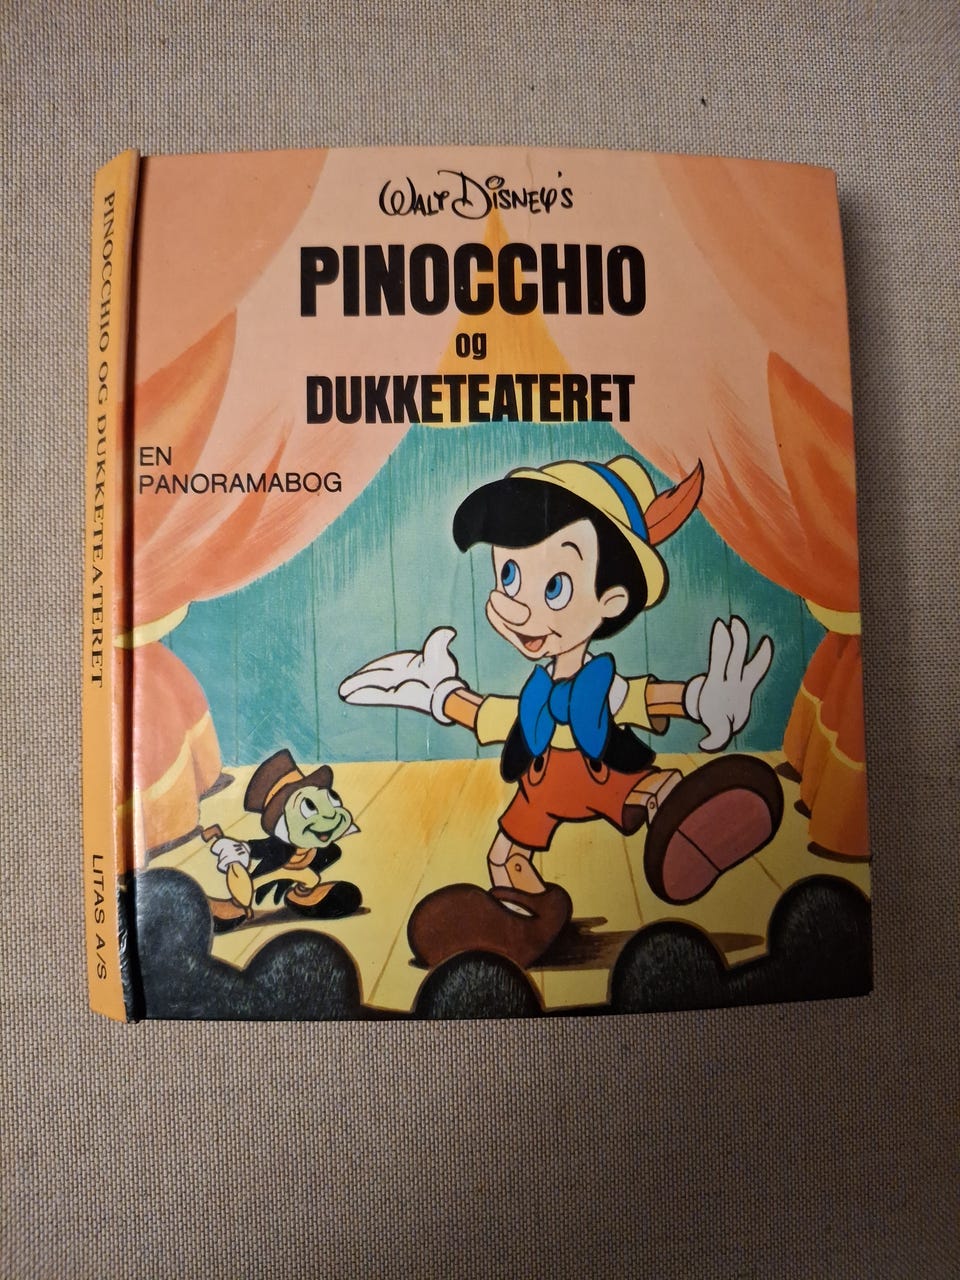 WALT DISNEY'S
PINOCCHIO
og
DUKKETEATERET
EN
PANORAMABOG
PINOCCHIO OG DUKKETEATERET
LITAS A/S